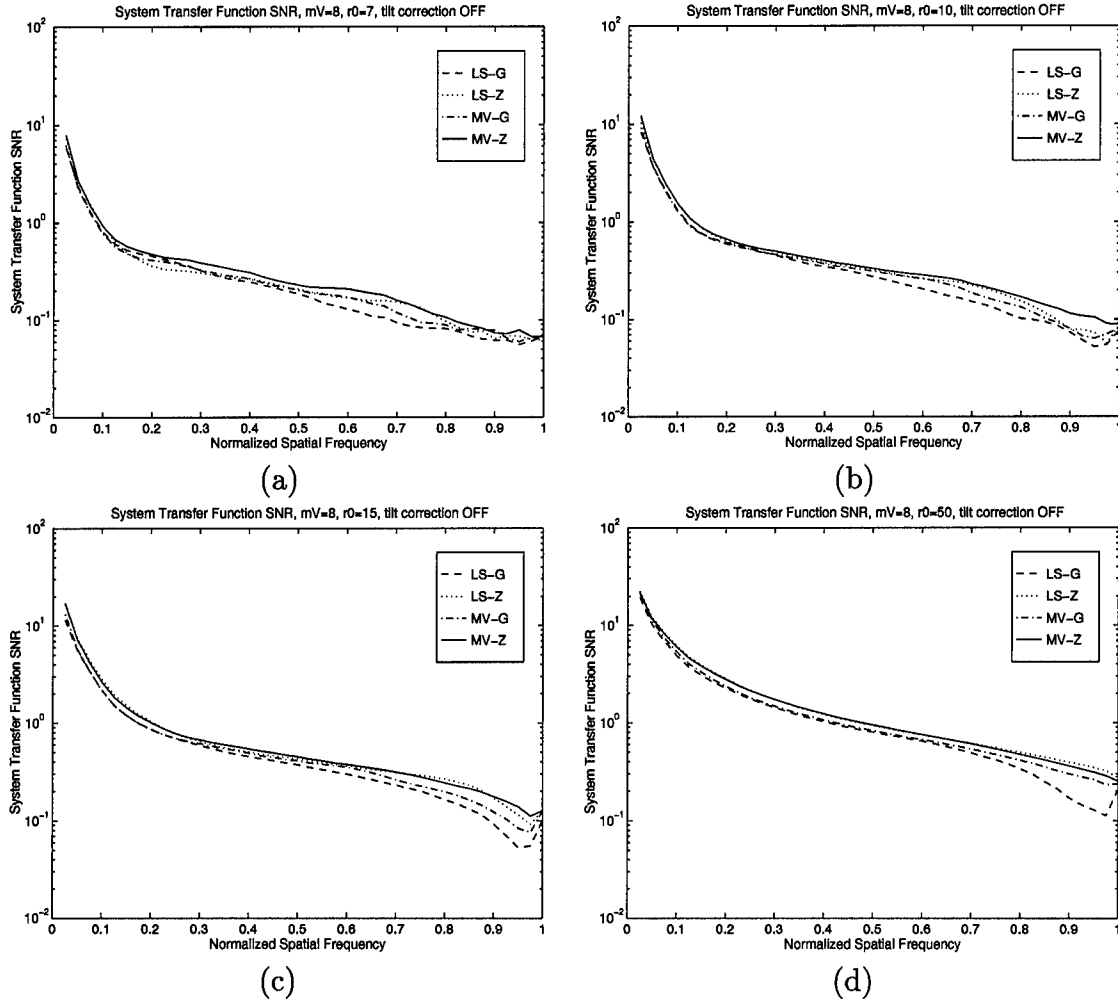 System Transfer Function SNR, mV=8, r0=7, tilt correction OFF
10^2
10^1
10^0
10^-1
10^-2
System Transfer Function SNR
LS-G
LS-Z
MV-G
MV-Z
0 0.1 0.2 0.3 0.4 0.5 0.6 0.7 0.8 0.9 1
Normalized Spatial Frequency
(a)
System Transfer Function SNR, mV=8, r0=10, tilt correction OFF
10^2
10^1
10^0
10^-1
10^-2
System Transfer Function SNR
LS-G
LS-Z
MV-G
MV-Z
0 0.1 0.2 0.3 0.4 0.5 0.6 0.7 0.8 0.9 1
Normalized Spatial Frequency
(b)
System Transfer Function SNR, mV=8, r0=15, tilt correction OFF
10^2
10^1
10^0
10^-1
10^-2
System Transfer Function SNR
LS-G
LS-Z
MV-G
MV-Z
0 0.1 0.2 0.3 0.4 0.5 0.6 0.7 0.8 0.9 1
Normalized Spatial Frequency
(c)
System Transfer Function SNR, mV=8, r0=50, tilt correction OFF
10^2
10^1
10^0
10^-1
10^-2
System Transfer Function SNR
LS-G
LS-Z
MV-G
MV-Z
0 0.1 0.2 0.3 0.4 0.5 0.6 0.7 0.8 0.9 1
Normalized Spatial Frequency
(d)